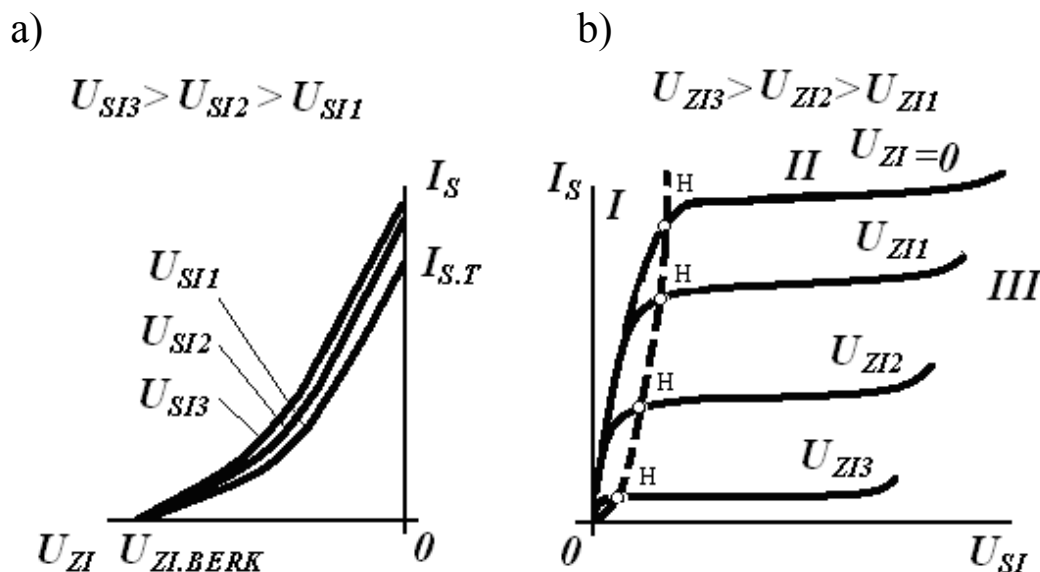 a)
U_SI3 > U_SI2 > U_SI1
I_S
I_S.T
U_SI1
U_SI2
U_SI3
U_ZI U_ZI.BERK 0
b)
U_ZI3 > U_ZI2 > U_ZI1
U_ZI =0
I_S I H II
H U_ZI1
III
H U_ZI2
H U_ZI3
0 U_SI